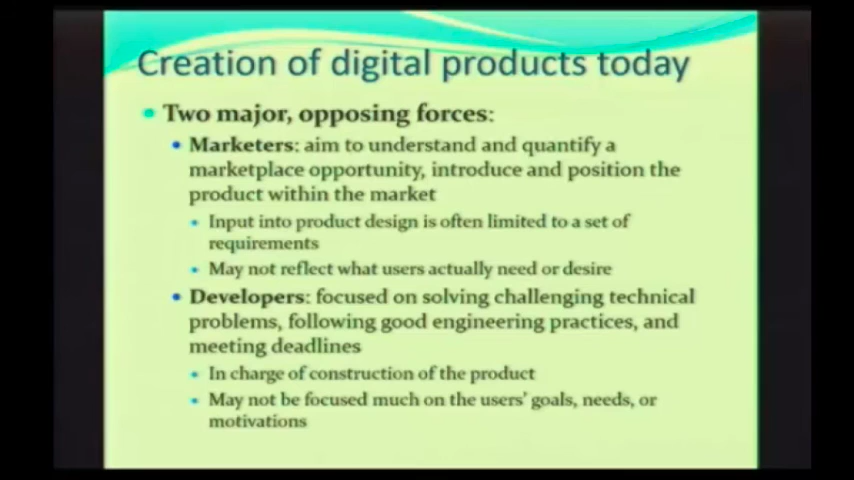 Creation of digital products today
Two major, opposing forces:
Marketers: aim to understand and quantify a
marketplace opportunity, introduce and position the
product within the market
Input into product design is often limited to a set of
requirements
May not reflect what users actually need or desire
Developers: focused on solving challenging technical
problems, following good engineering practices, and
meeting deadlines
In charge of construction of the product
May not be focused much on the users' goals, needs, or
motivations